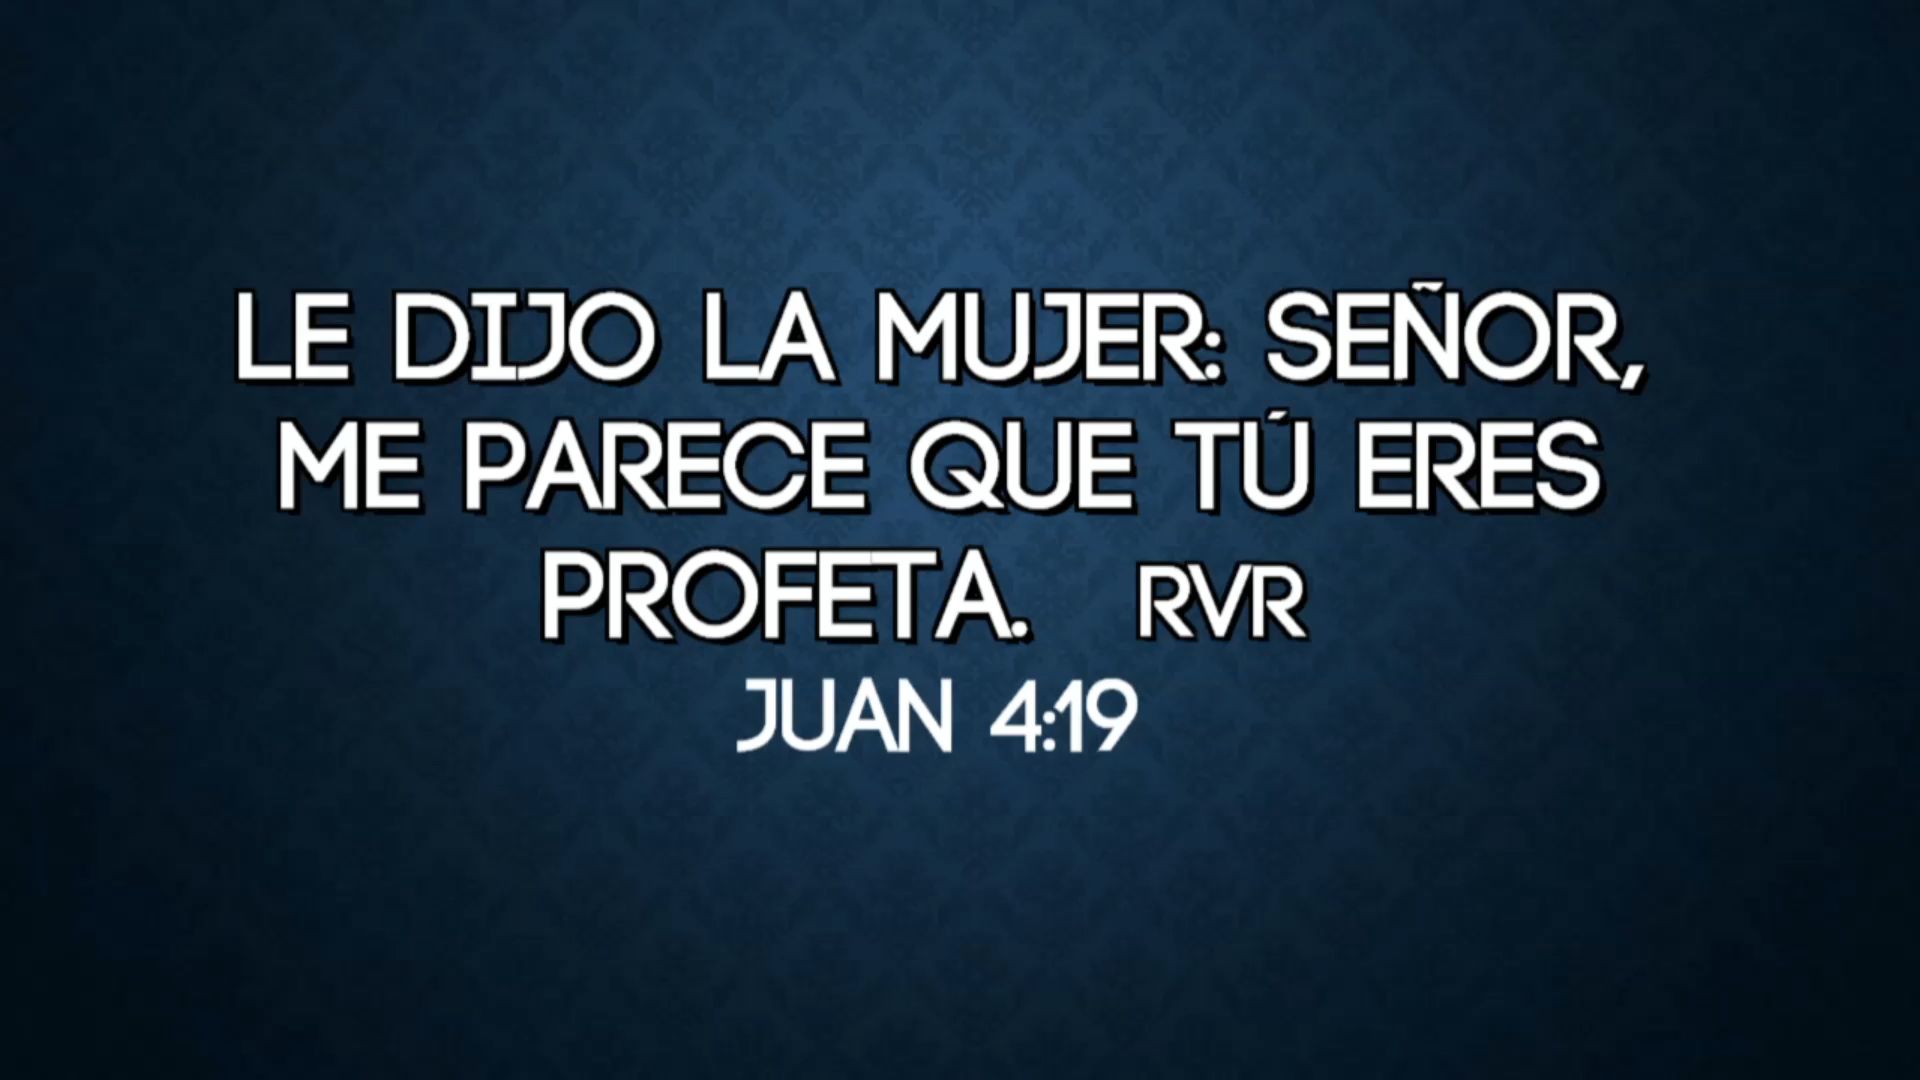 LE DIJO LA MUJER: SEÑOR,
ME PARECE QUE TÚ ERES
PROFETA. RVR
JUAN 4:19